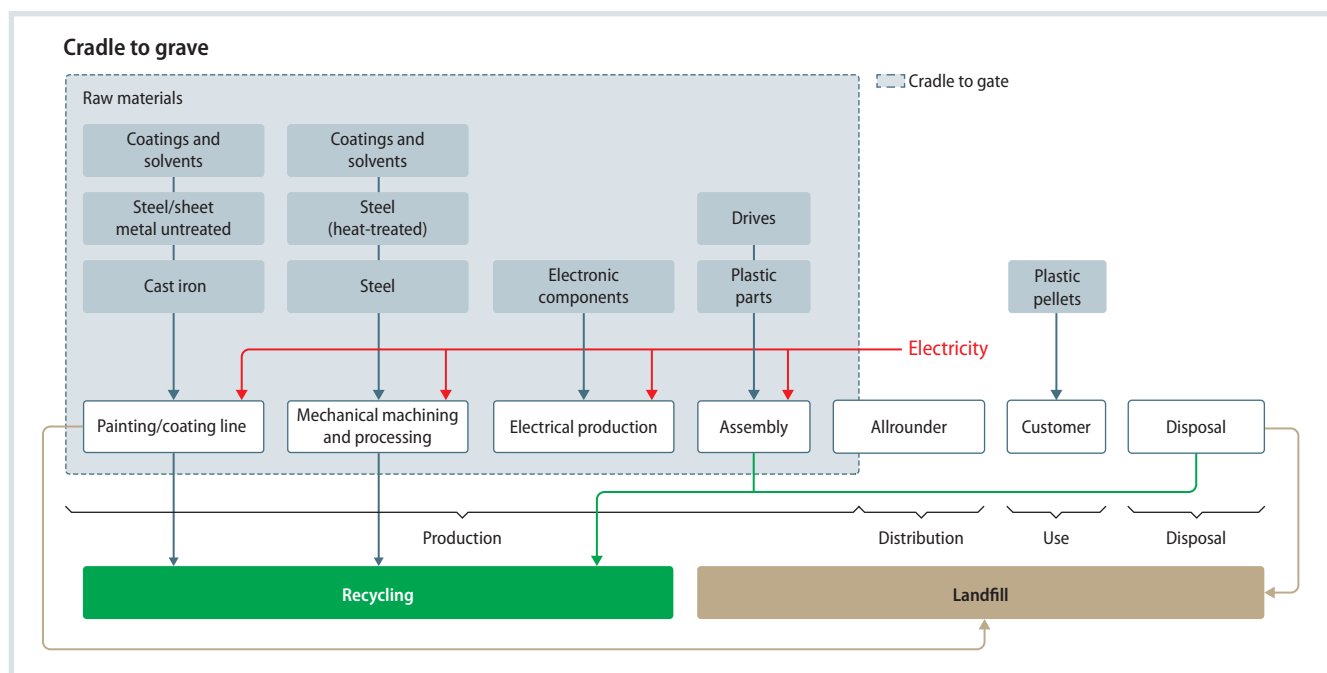 Cradle to grave
Cradle to gate
Raw materials
Coatings and
solvents
Coatings and
solvents
Steel/sheet
metal untreated
Steel
(heat-treated)
Drives
Cast iron
Steel
Electronic
components
Plastic
parts
Plastic
pellets
Electricity
Painting/coating line
Mechanical machining
and processing
Electrical production
Assembly
Allrounder
Customer
Disposal
Production
Distribution
Use
Disposal
Recycling
Landfill